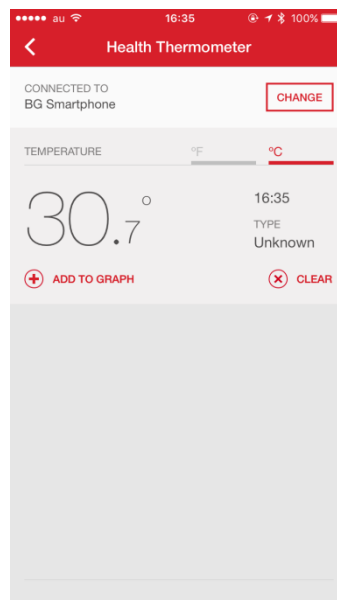 au 16:35 100%
Health Thermometer
CONNECTED TO
BG Smartphone
CHANGE
TEMPERATURE °F °C
30.7°
16:35
TYPE
Unknown
ADD TO GRAPH
CLEAR